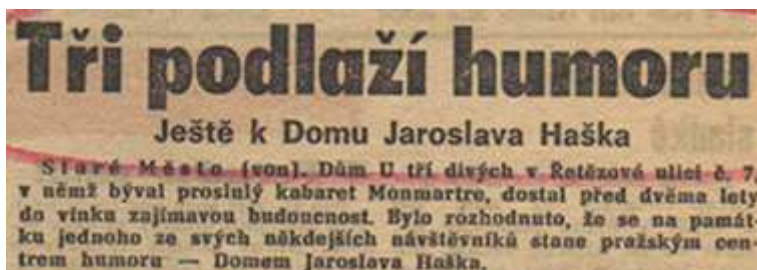 Tři podlaží humoru
Ještě k Domu Jaroslava Haška
Staré Město (von). Dům U tří divých v Řetězové ulici č. 7,
v němž býval proslulý kabaret Monmartre, dostal před dvěma lety
do vínku zajímavou budoucnost. Bylo rozhodnuto, že se na památ-
ku jednoho ze svých někdejších návštěvníků stane pražským cen-
trem humoru — Domem Jaroslava Haška.